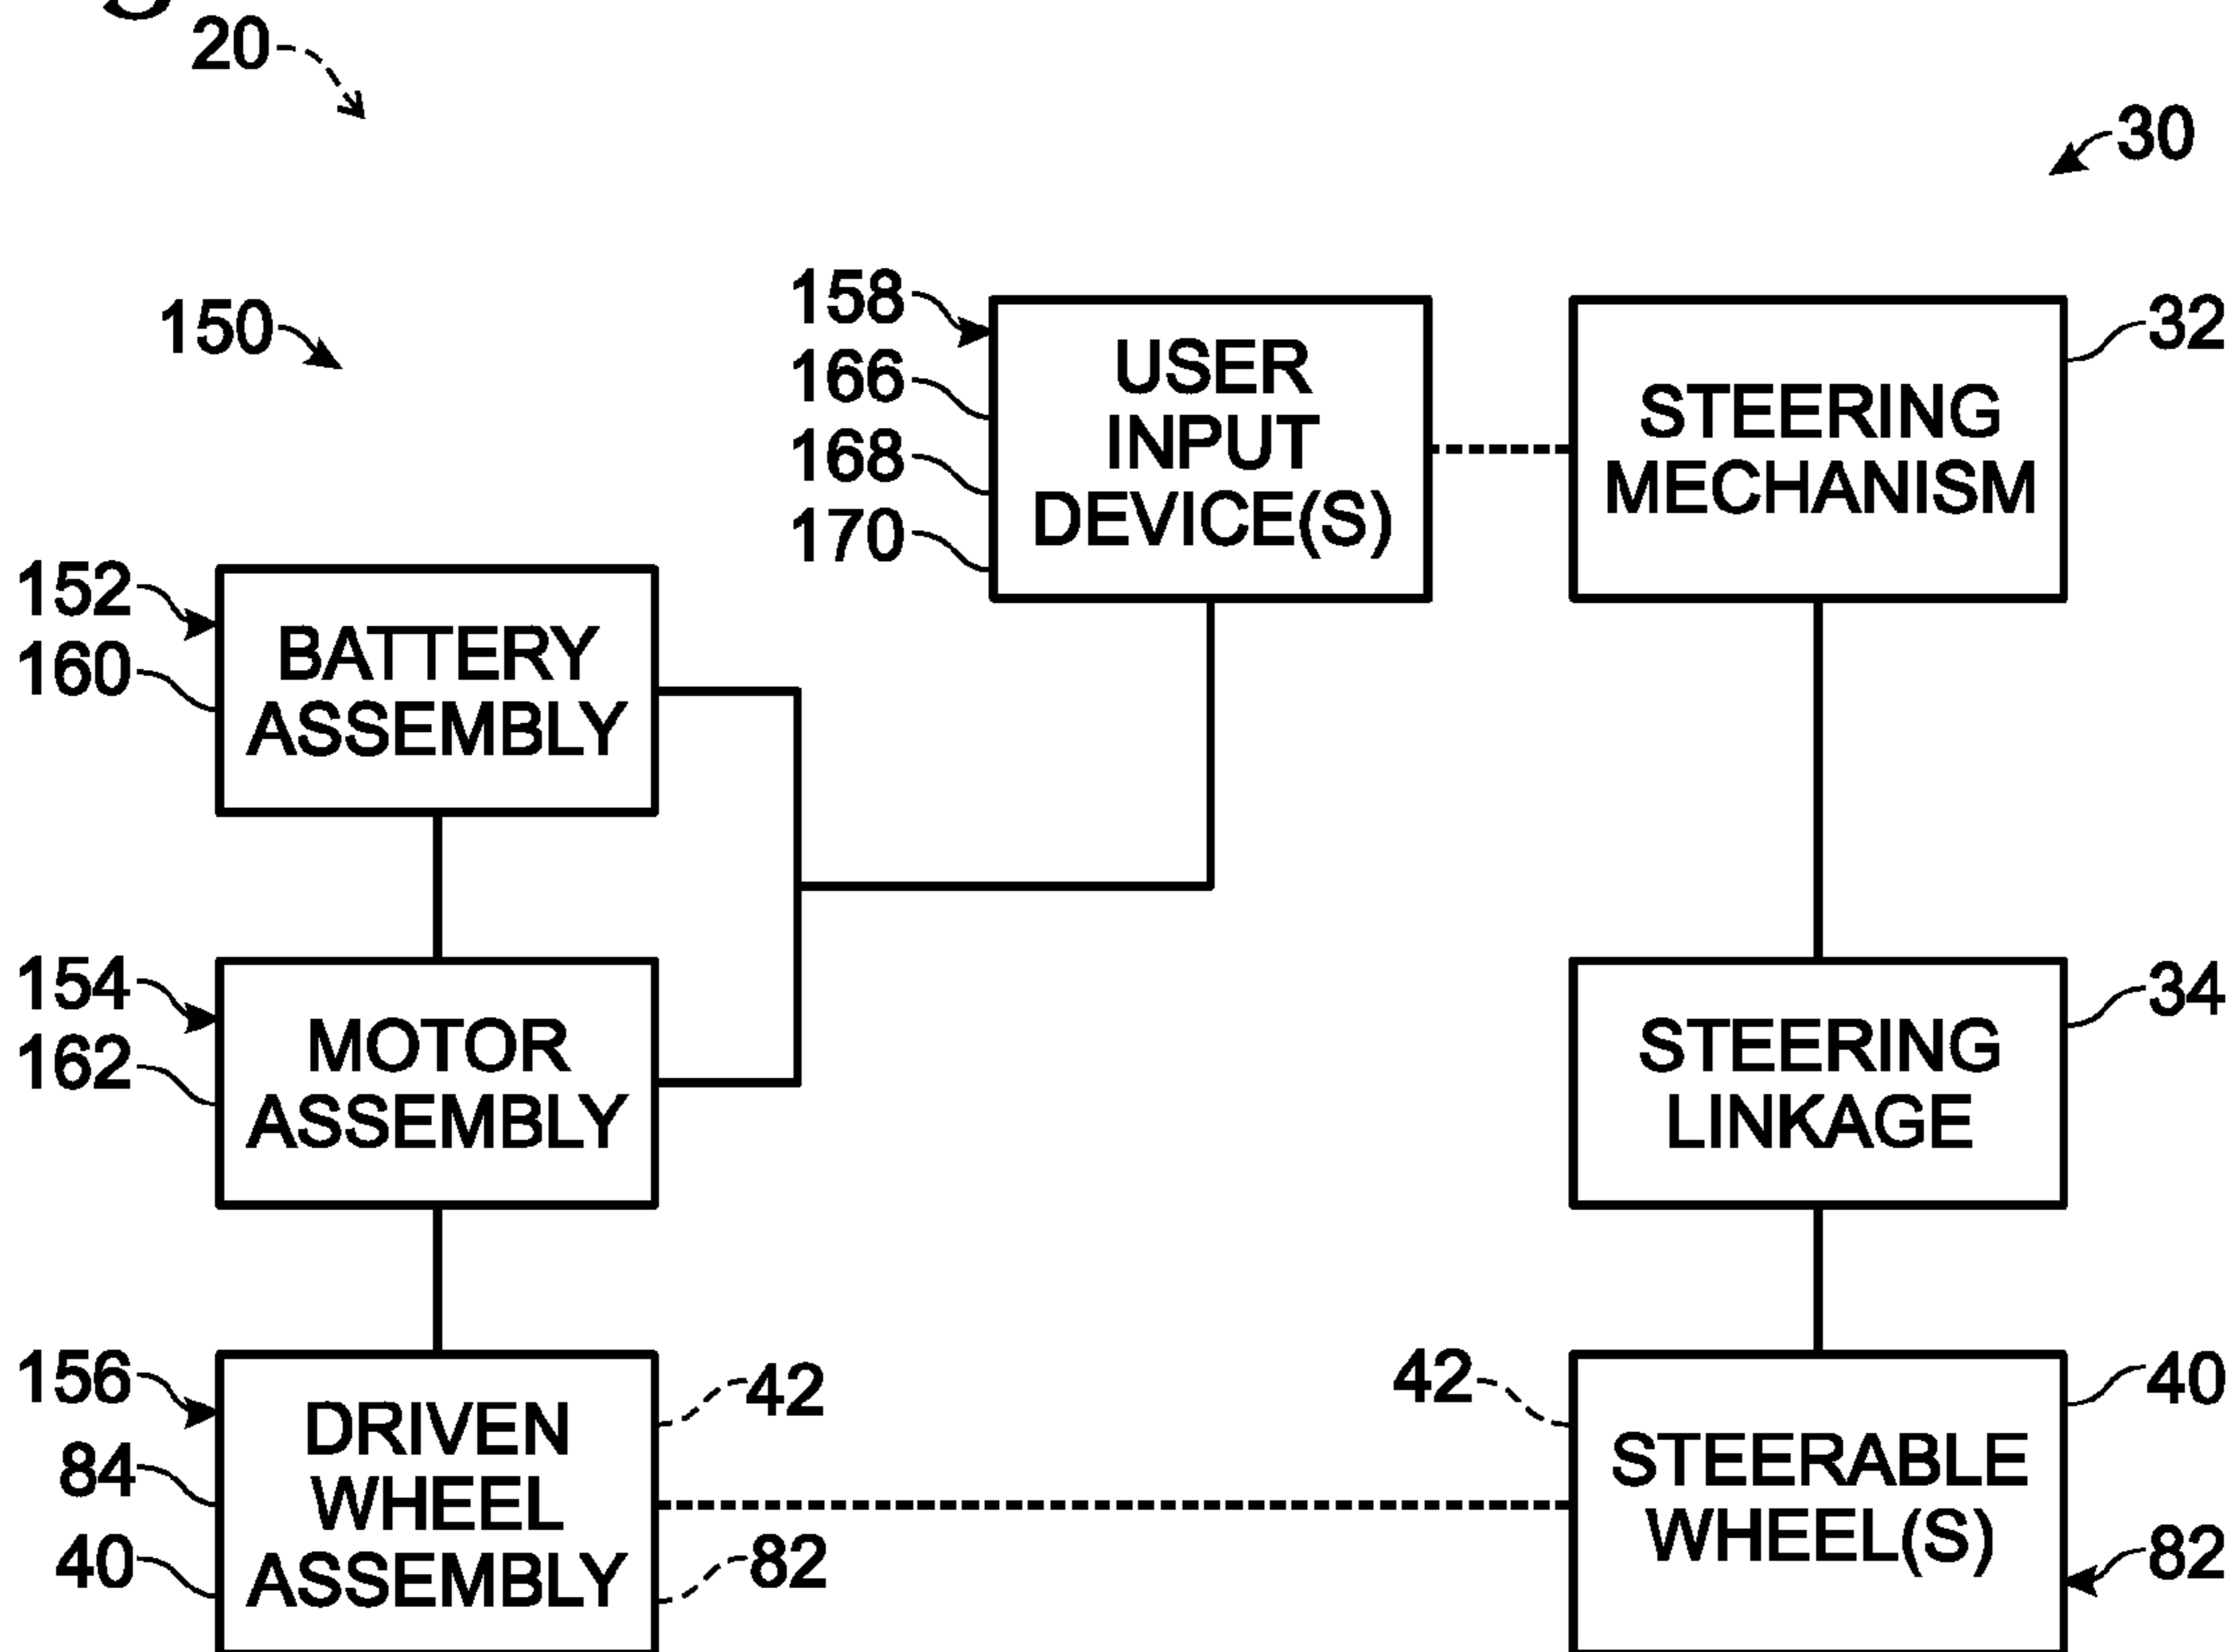 20
30
150
158
166
168
170
USER
INPUT
DEVICE(S)
STEERING
MECHANISM
32
152
160
BATTERY
ASSEMBLY
154
162
MOTOR
ASSEMBLY
STEERING
LINKAGE
34
156
84
40
DRIVEN
WHEEL
ASSEMBLY
42
82
42
STEERABLE
WHEEL(S)
40
82